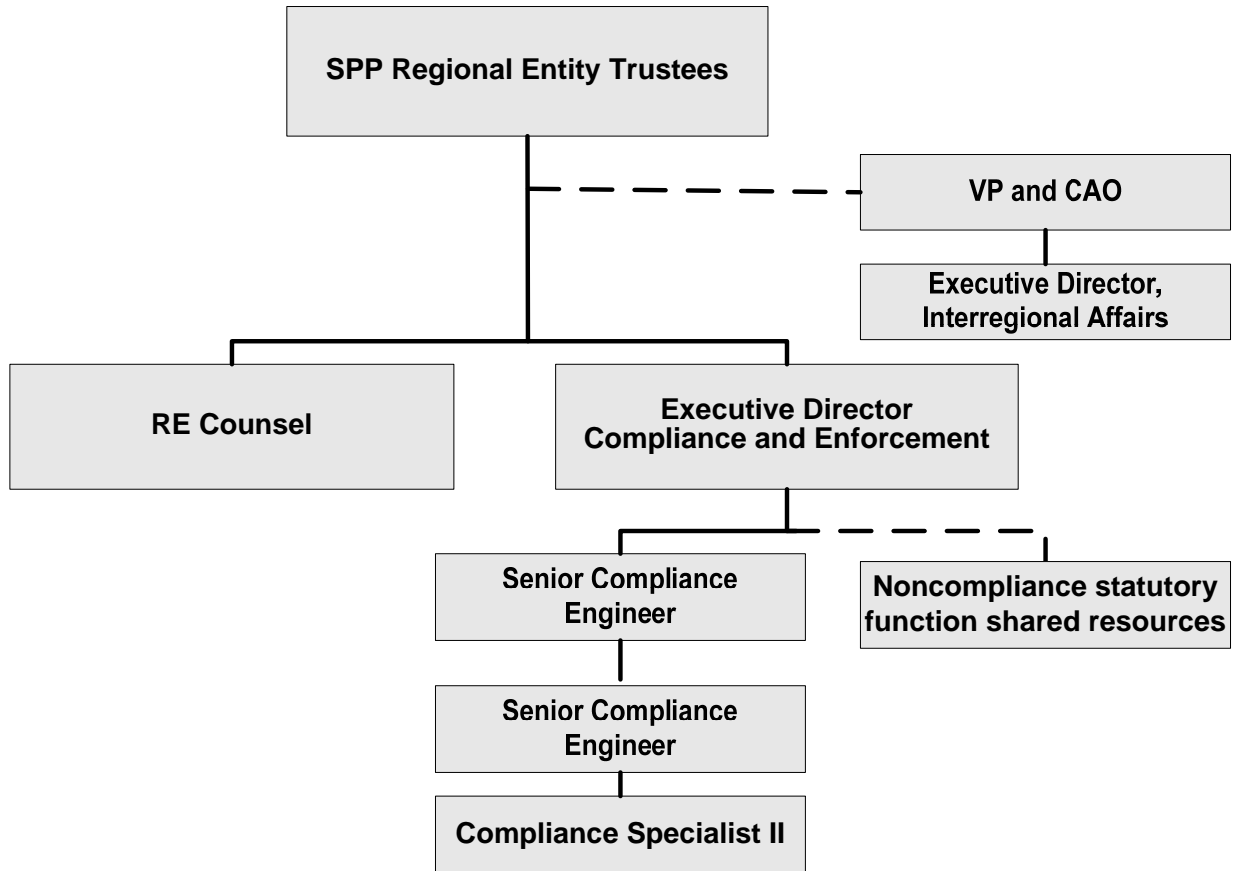 SPP Regional Entity Trustees
VP and CAO
Executive Director,
Interregional Affairs
RE Counsel
Executive Director
Compliance and Enforcement
Senior Compliance
Engineer
Noncompliance statutory
function shared resources
Senior Compliance
Engineer
Compliance Specialist II